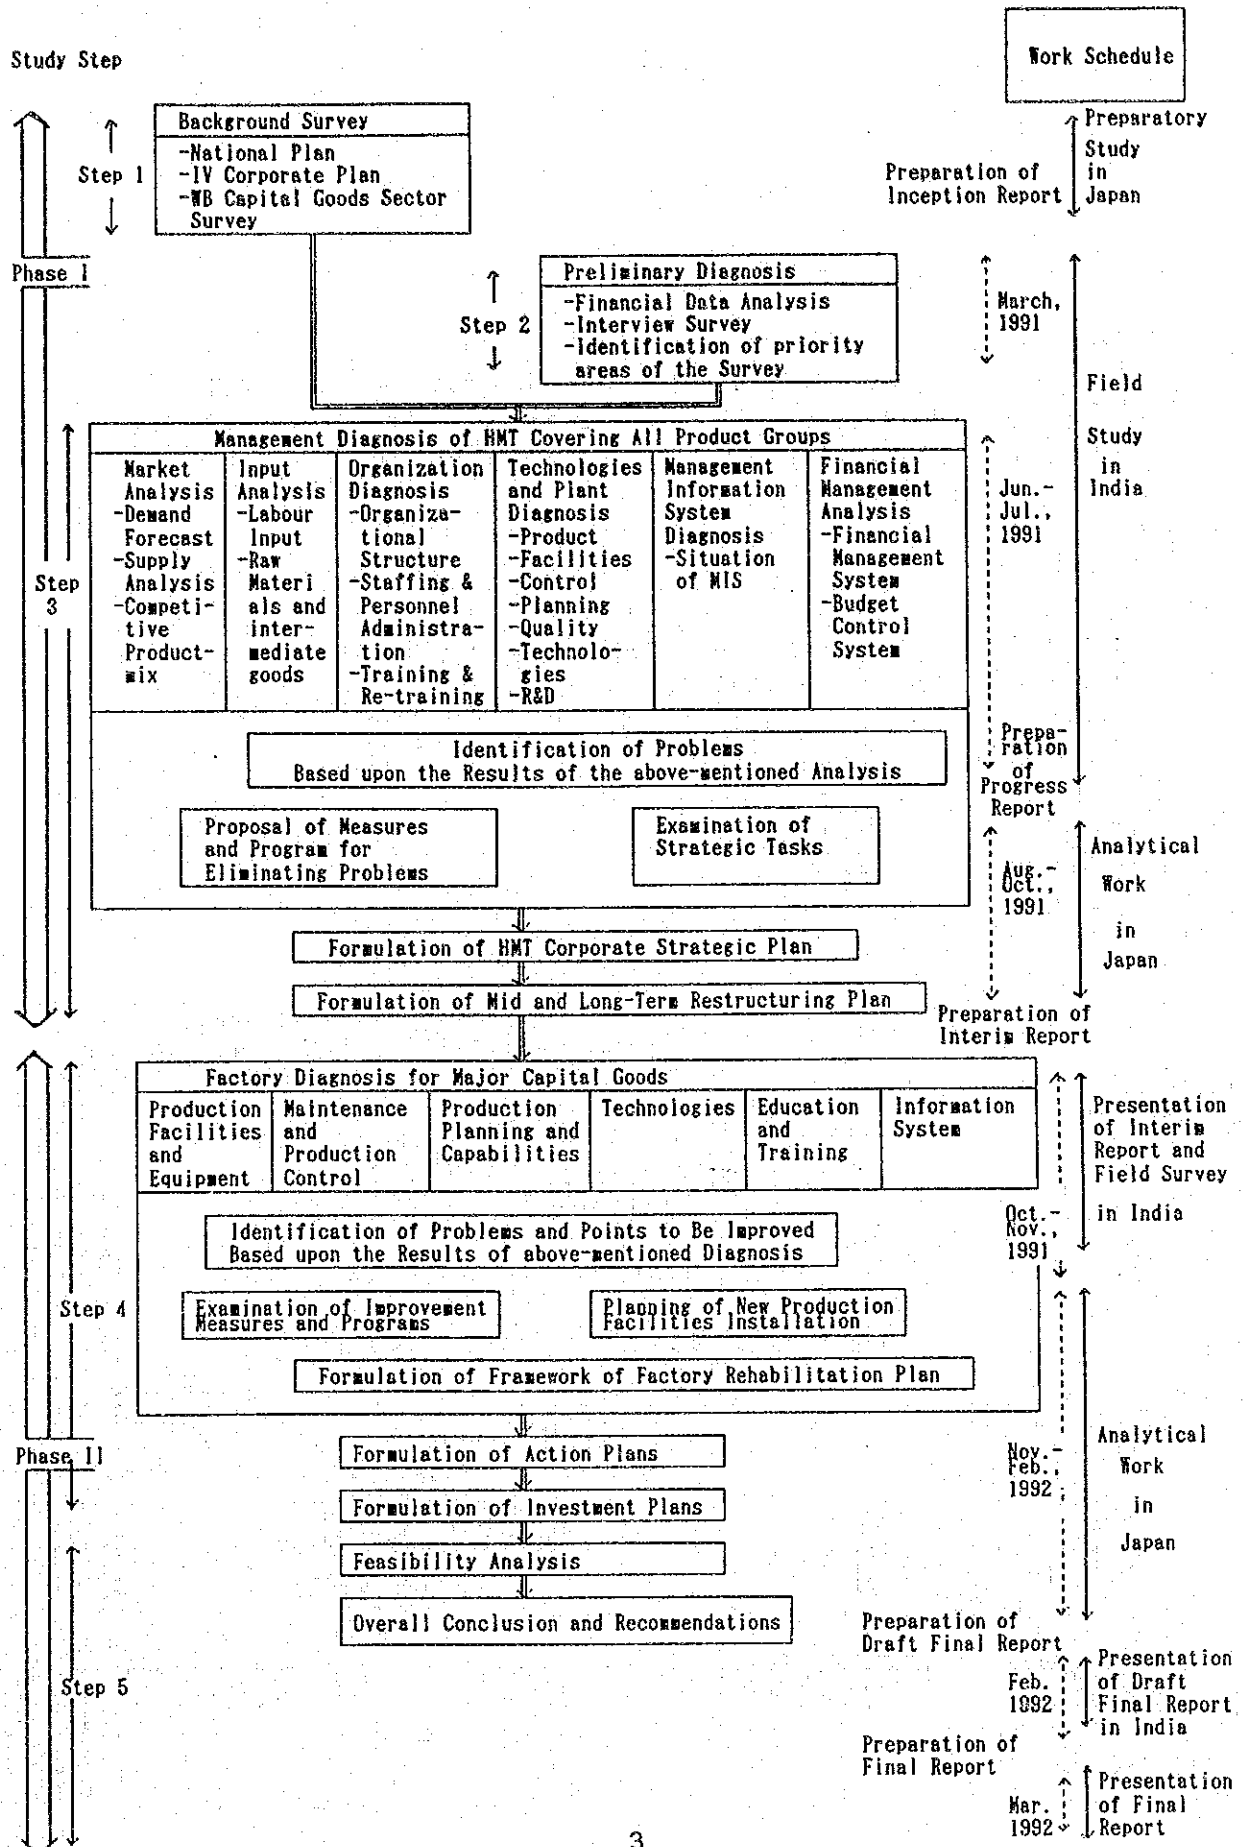 Study Step
Work Schedule
Background Survey
-National Plan
-IV Corporate Plan
-WB Capital Goods Sector
Survey
Step 1
Preparation of
Inception Report
Preparatory
Study
in
Japan
Phase I
Preliminary Diagnosis
-Financial Data Analysis
-Interview Survey
-Identification of priority
areas of the Survey
Step 2
March,
1991
Field
Study
in
India
Step
3
Management Diagnosis of HMT Covering All Product Groups
Market
Analysis
-Demand
Forecast
-Supply
Analysis
-Competi-
tive
Product-
mix
Input
Analysis
-Labour
Input
-Raw
Materi
als and
inter-
mediate
goods
Organization
Diagnosis
-Organiza-
tional
Structure
-Staffing &
Personnel
Administra-
tion
-Training &
Re-training
Technologies
and Plant
Diagnosis
-Product
-Facilities
-Control
-Planning
-Quality
-Technolo-
gies
-R&D
Management
Information
System
Diagnosis
-Situation
of MIS
Financial
Management
Analysis
-Financial
Management
System
-Budget
Control
System
Jun.-
Jul.,
1991
Identification of Problems
Based upon the Results of the above-mentioned Analysis
Prepa-
ration
of
Progress
Report
Proposal of Measures
and Program for
Eliminating Problems
Examination of
Strategic Tasks
Aug.-
Oct.,
1991
Analytical
Work
in
Japan
Formulation of HMT Corporate Strategic Plan
Formulation of Mid and Long-Term Restructuring Plan
Preparation of
Interim Report
Factory Diagnosis for Major Capital Goods
Production
Facilities
and
Equipment
Maintenance
and
Production
Control
Production
Planning and
Capabilities
Technologies
Education
and
Training
Information
System
Presentation
of Interim
Report and
Field Survey
in India
Oct.-
Nov.,
1991
Identification of Problems and Points to Be Improved
Based upon the Results of above-mentioned Diagnosis
Step 4
Examination of Improvement
Measures and Programs
Planning of New Production
Facilities Installation
Formulation of Framework of Factory Rehabilitation Plan
Phase II
Formulation of Action Plans
Formulation of Investment Plans
Feasibility Analysis
Overall Conclusion and Recommendations
Nov.-
Feb.,
1992
Analytical
Work
in
Japan
Preparation of
Draft Final Report
Step 5
Feb.
1992
Presentation
of Draft
Final Report
in India
Preparation of
Final Report
Mar.
1992
Presentation
of Final
Report
3